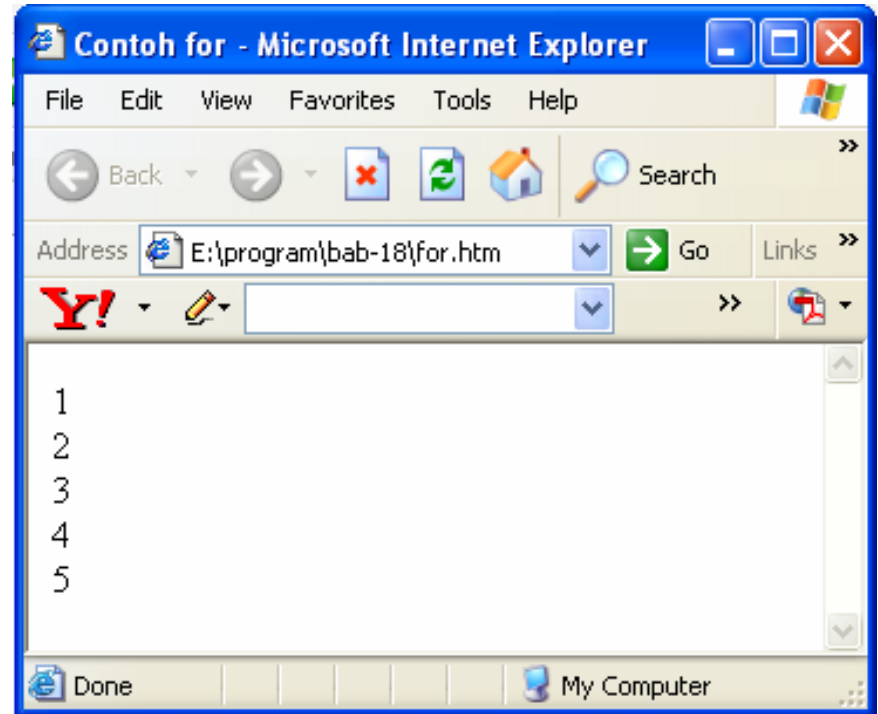 Contoh for - Microsoft Internet Explorer
File Edit View Favorites Tools Help
Back Search »
Address E:\program\bab-18\for.htm Go Links »
Y! »
1
2
3
4
5
Done My Computer